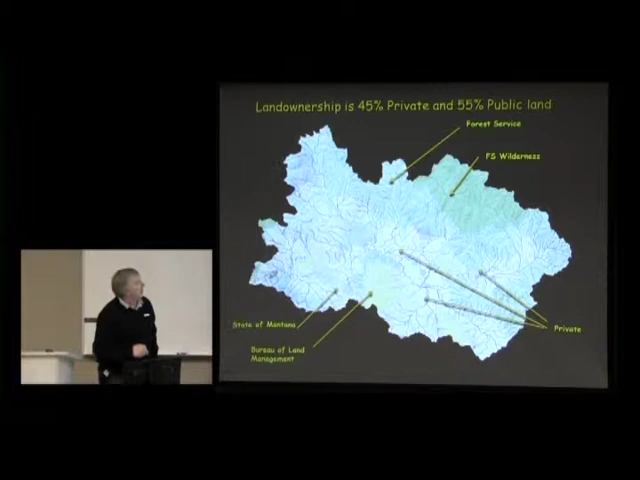 Landownership is 45% Private and 55% Public land
Forest Service
FS Wilderness
State of Montana
Bureau of Land
Management
Private